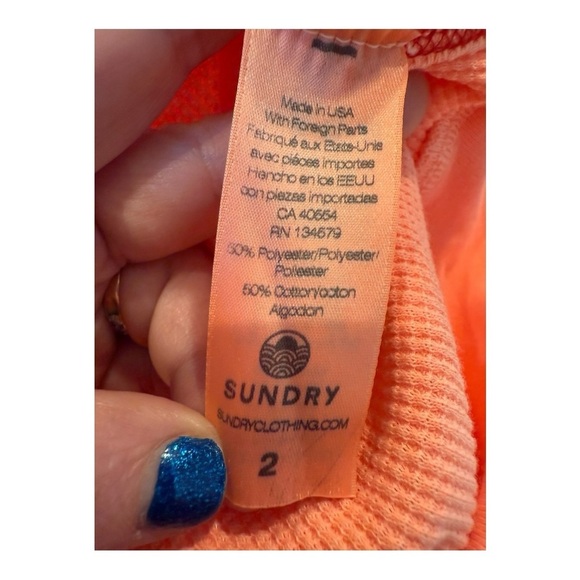 Made in USA
With Foreign Parts
Fabriqué aux Etats-Unis
avec pièces importes
Hencho en los EEUU
con piezas importadas
CA 40554
RN 134579
50% Polyester/Polyester/
Poliester
50% Cotton/coton
Algodon
SUNDRY
SUNDRYCLOTHING.COM
2